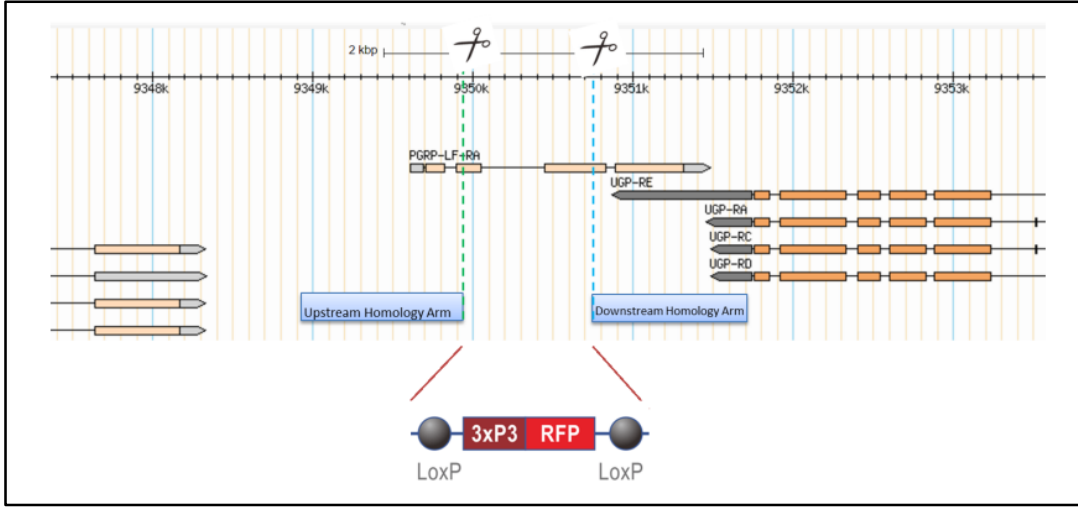 2 kbp
9348k 9349k 9350k 9351k 9352k 9353k
PGRP-LF-RA
UGP-RE
UGP-RA
UGP-RC
UGP-RD
Upstream Homology Arm Downstream Homology Arm
3xP3 RFP
LoxP LoxP